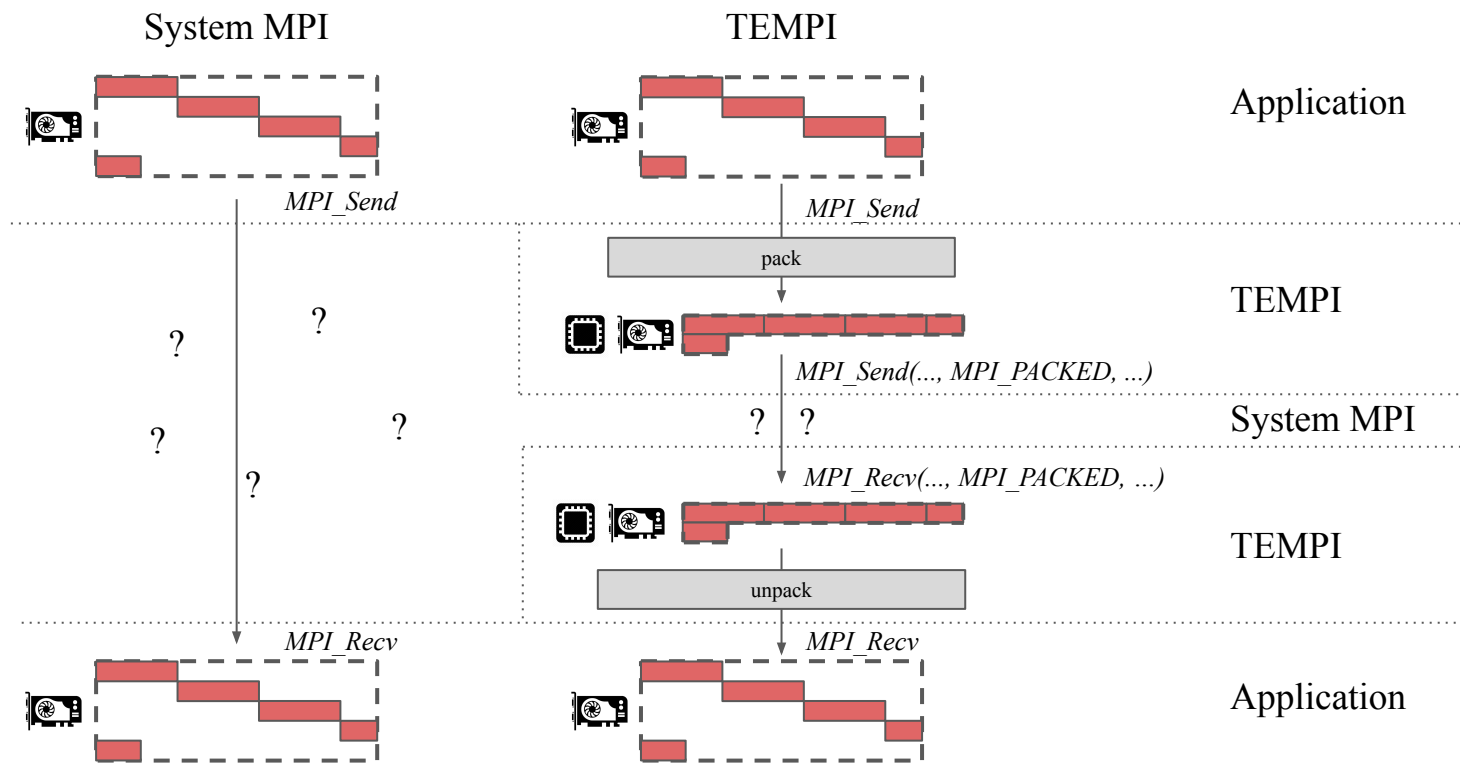 System MPI
TEMPI
Application
MPI_Send
MPI_Send
pack
TEMPI
?
?
MPI_Send(..., MPI_PACKED, ...)
?
?
?
?
System MPI
?
MPI_Recv(..., MPI_PACKED, ...)
TEMPI
unpack
MPI_Recv
MPI_Recv
Application